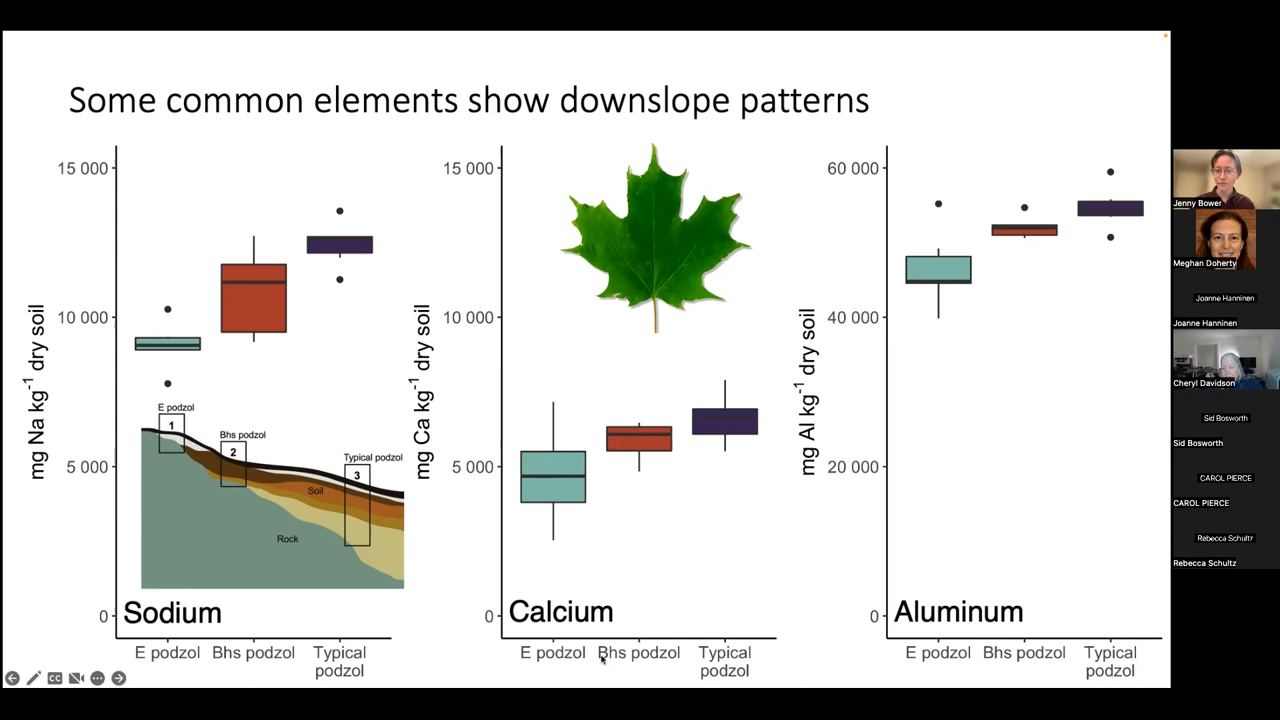 Some common elements show downslope patterns
mg Na kg-1 dry soil
15 000
10 000
5 000
0
E podzol
1
Bhs podzol
2
Typical podzol
3
Soil
Rock
Sodium
E podzol
Bhs podzol
Typical
podzol
mg Ca kg-1 dry soil
15 000
10 000
5 000
0
Calcium
E podzol
Bhs podzol
Typical
podzol
mg Al kg-1 dry soil
60 000
40 000
20 000
0
Aluminum
E podzol
Bhs podzol
Typical
podzol
CC
Jenny Bower
Meghan Doherty
Joanne Hanninen
Joanne Hanninen
Cheryl Davidson
Sid Bosworth
Sid Bosworth
CAROL PIERCE
CAROL PIERCE
Rebecca Schultz
Rebecca Schultz